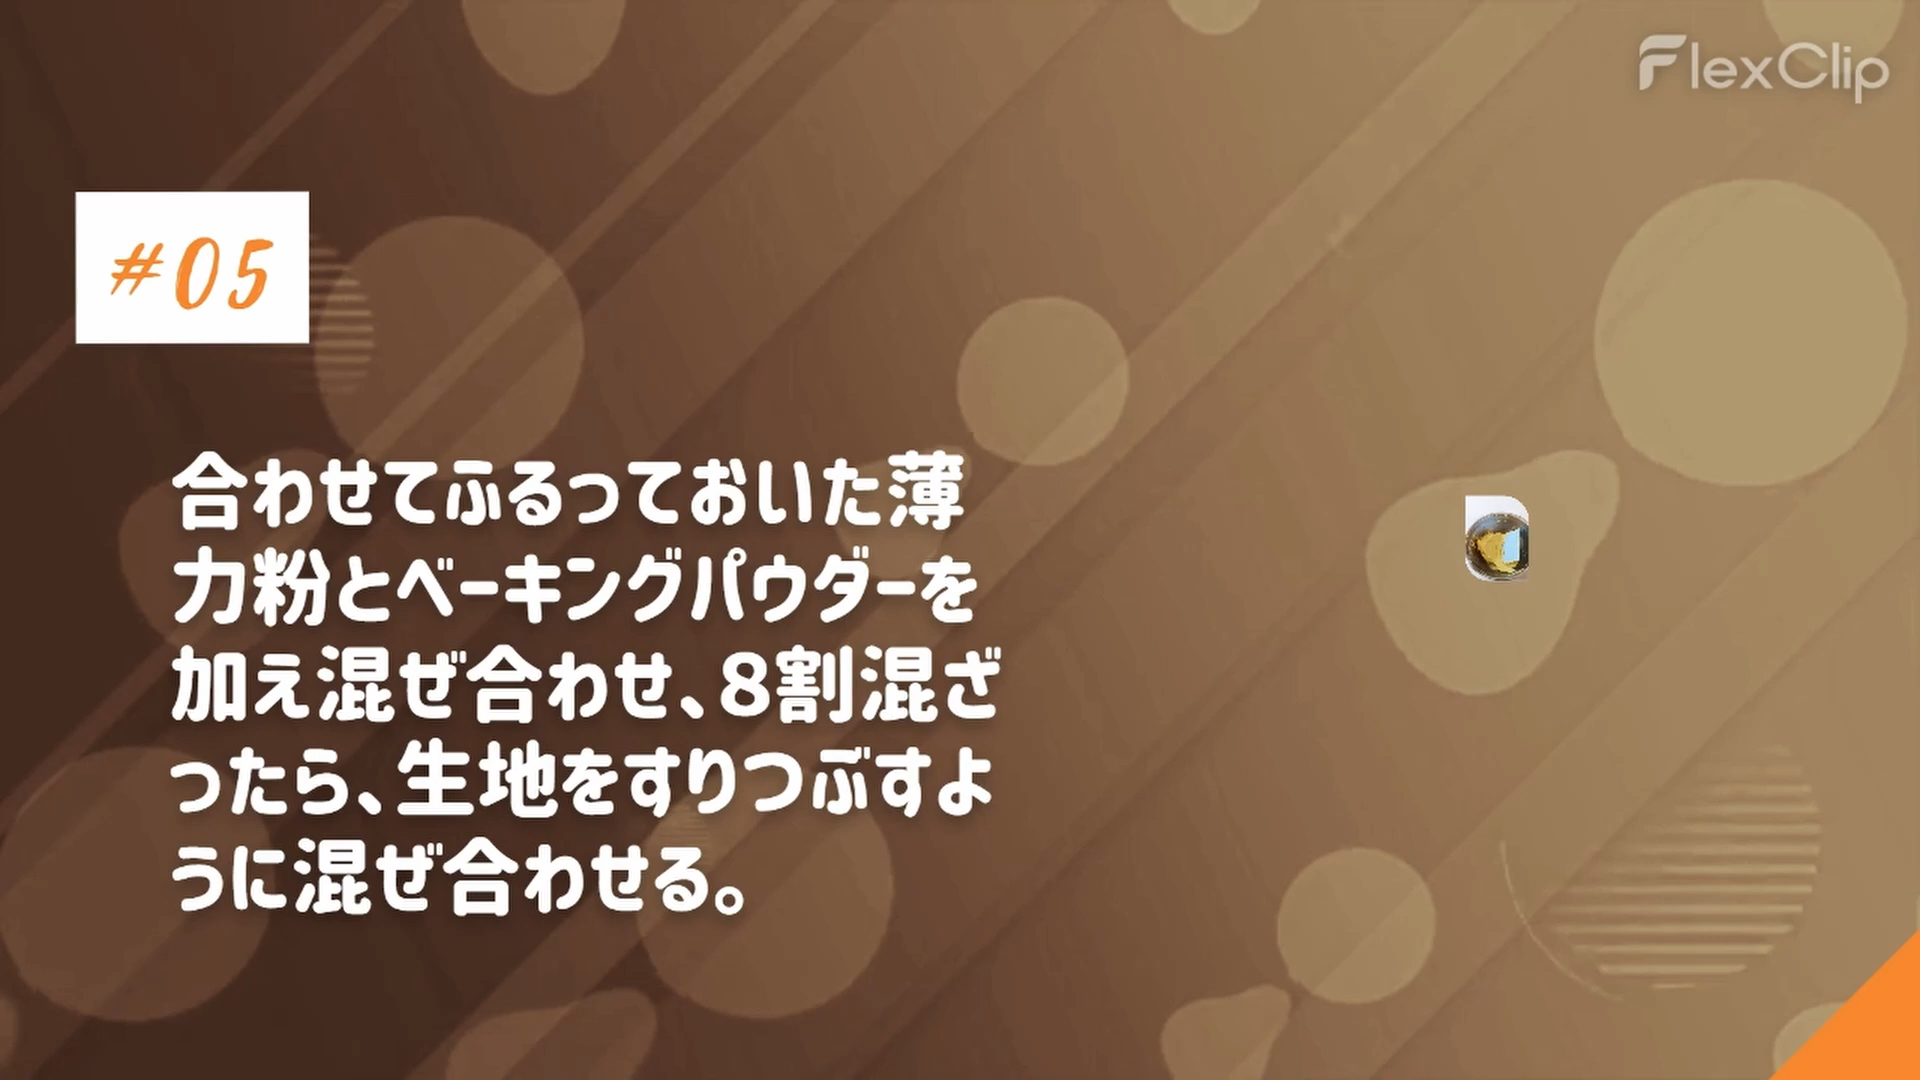 FlexClip
#05
合わせてふるっておいた薄
力粉とベーキングパウダーを
加え混ぜ合わせ、8割混ざ
ったら、生地をすりつぶすよ
うに混ぜ合わせる。